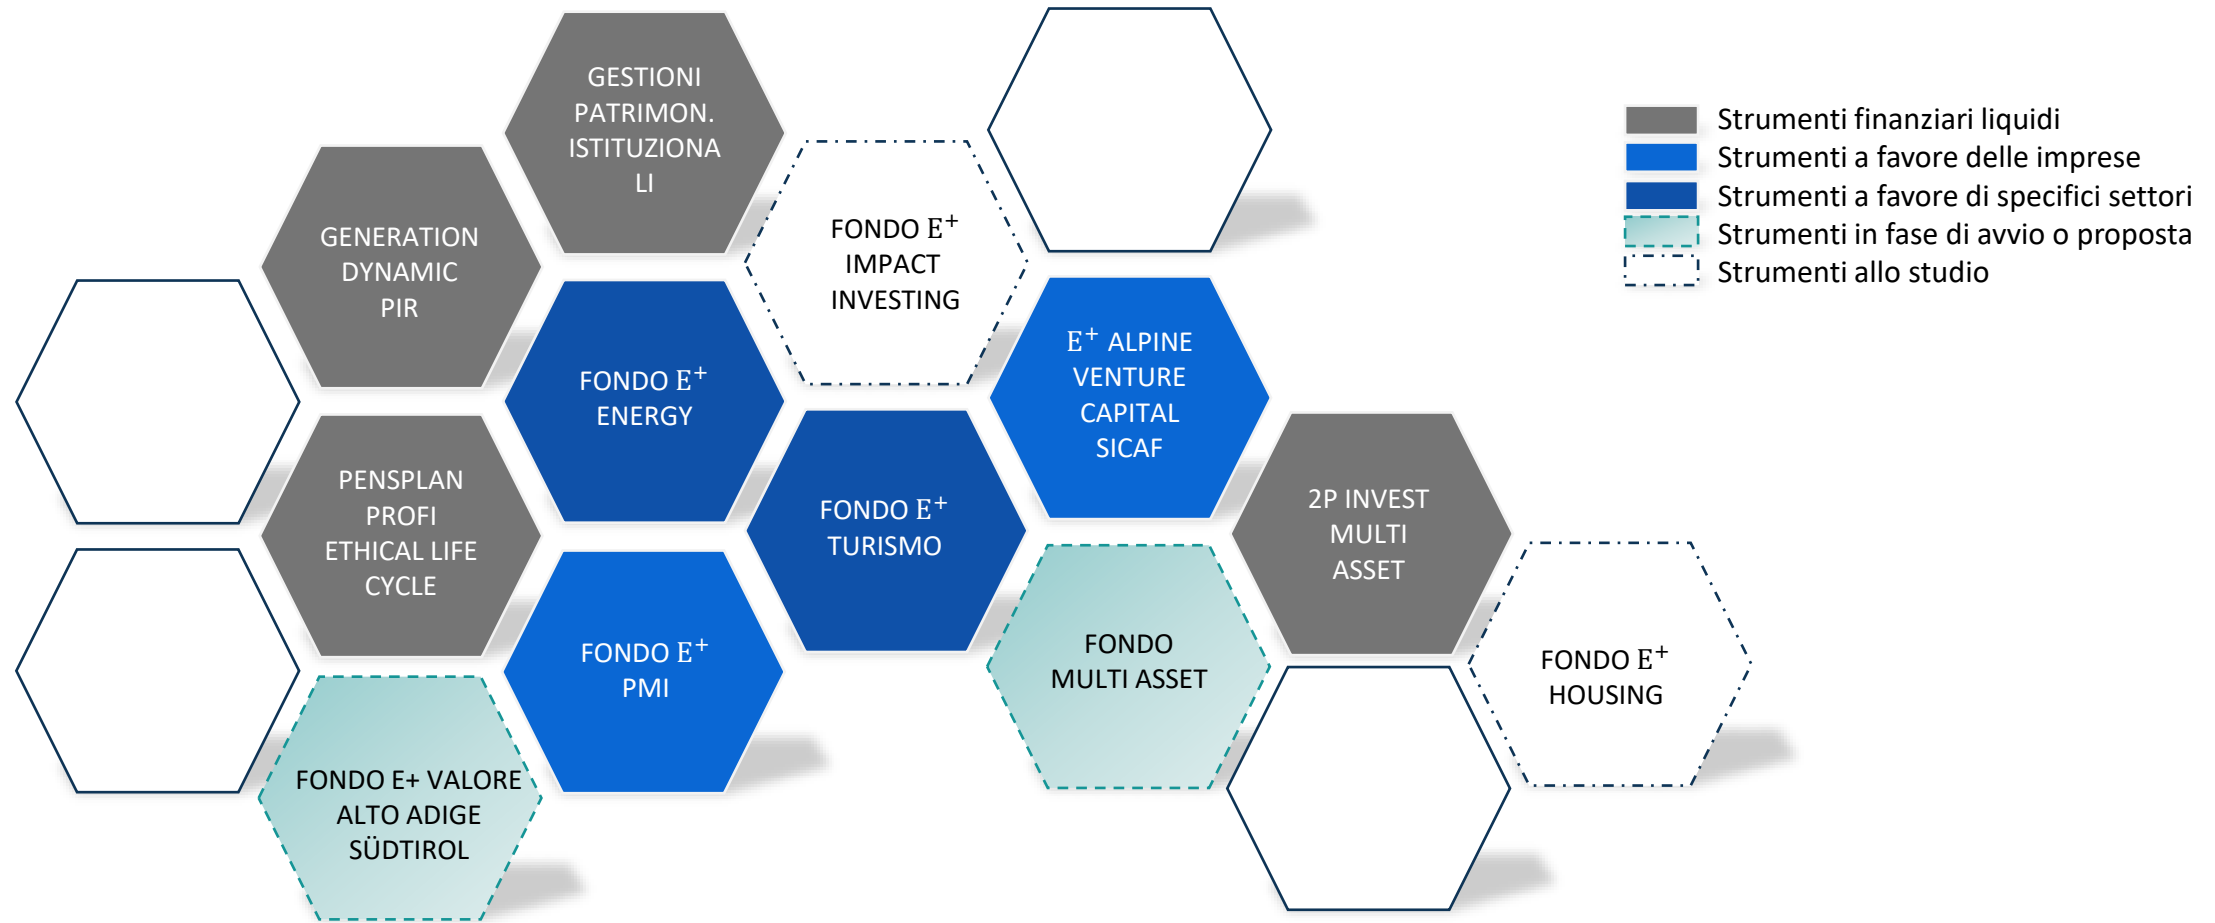 GESTIONI
PATRIMON.
ISTITUZIONA
LI
GENERATION
DYNAMIC
PIR
FONDO E⁺
IMPACT
INVESTING
FONDO E⁺
ENERGY
E⁺ ALPINE
VENTURE
CAPITAL
SICAF
PENSPLAN
PROFI
ETHICAL LIFE
CYCLE
FONDO E⁺
TURISMO
2P INVEST
MULTI
ASSET
FONDO E⁺
PMI
FONDO
MULTI ASSET
FONDO E⁺
HOUSING
FONDO E+ VALORE
ALTO ADIGE
SÜDTIROL
Strumenti finanziari liquidi
Strumenti a favore delle imprese
Strumenti a favore di specifici settori
Strumenti in fase di avvio o proposta
Strumenti allo studio